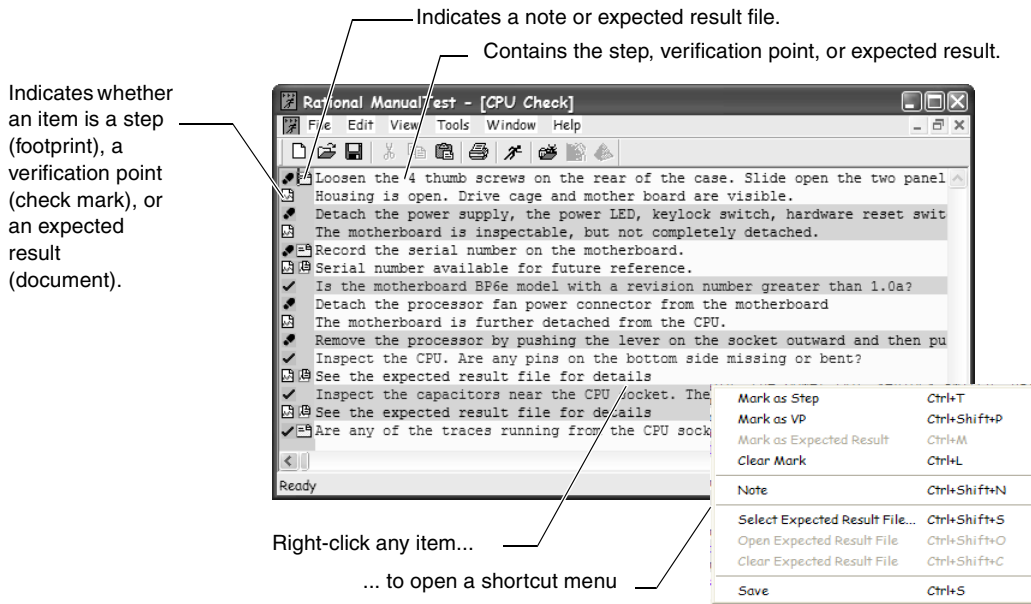 Indicates a note or expected result file.
Contains the step, verification point, or expected result.
Indicates whether
an item is a step
(footprint), a
verification point
(check mark), or
an expected
result
(document).
Rational ManualTest - [CPU Check]
File Edit View Tools Window Help
Loosen the 4 thumb screws on the rear of the case. Slide open the two panel
Housing is open. Drive cage and mother board are visible.
Detach the power supply, the power LED, keylock switch, hardware reset swit
The motherboard is inspectable, but not completely detached.
Record the serial number on the motherboard.
Serial number available for future reference.
Is the motherboard BP6e model with a revision number greater than 1.0a?
Detach the processor fan power connector from the motherboard
The motherboard is further detached from the CPU.
Remove the processor by pushing the lever on the socket outward and then pu
Inspect the CPU. Are any pins on the bottom side missing or bent?
See the expected result file for details
Inspect the capacitors near the CPU socket. The
See the expected result file for details
Are any of the traces running from the CPU sock
Ready
Mark as Step Ctrl+T
Mark as VP Ctrl+Shift+P
Mark as Expected Result Ctrl+M
Clear Mark Ctrl+L
Note Ctrl+Shift+N
Select Expected Result File... Ctrl+Shift+S
Open Expected Result File Ctrl+Shift+O
Clear Expected Result File Ctrl+Shift+C
Save Ctrl+S
Right-click any item...
... to open a shortcut menu